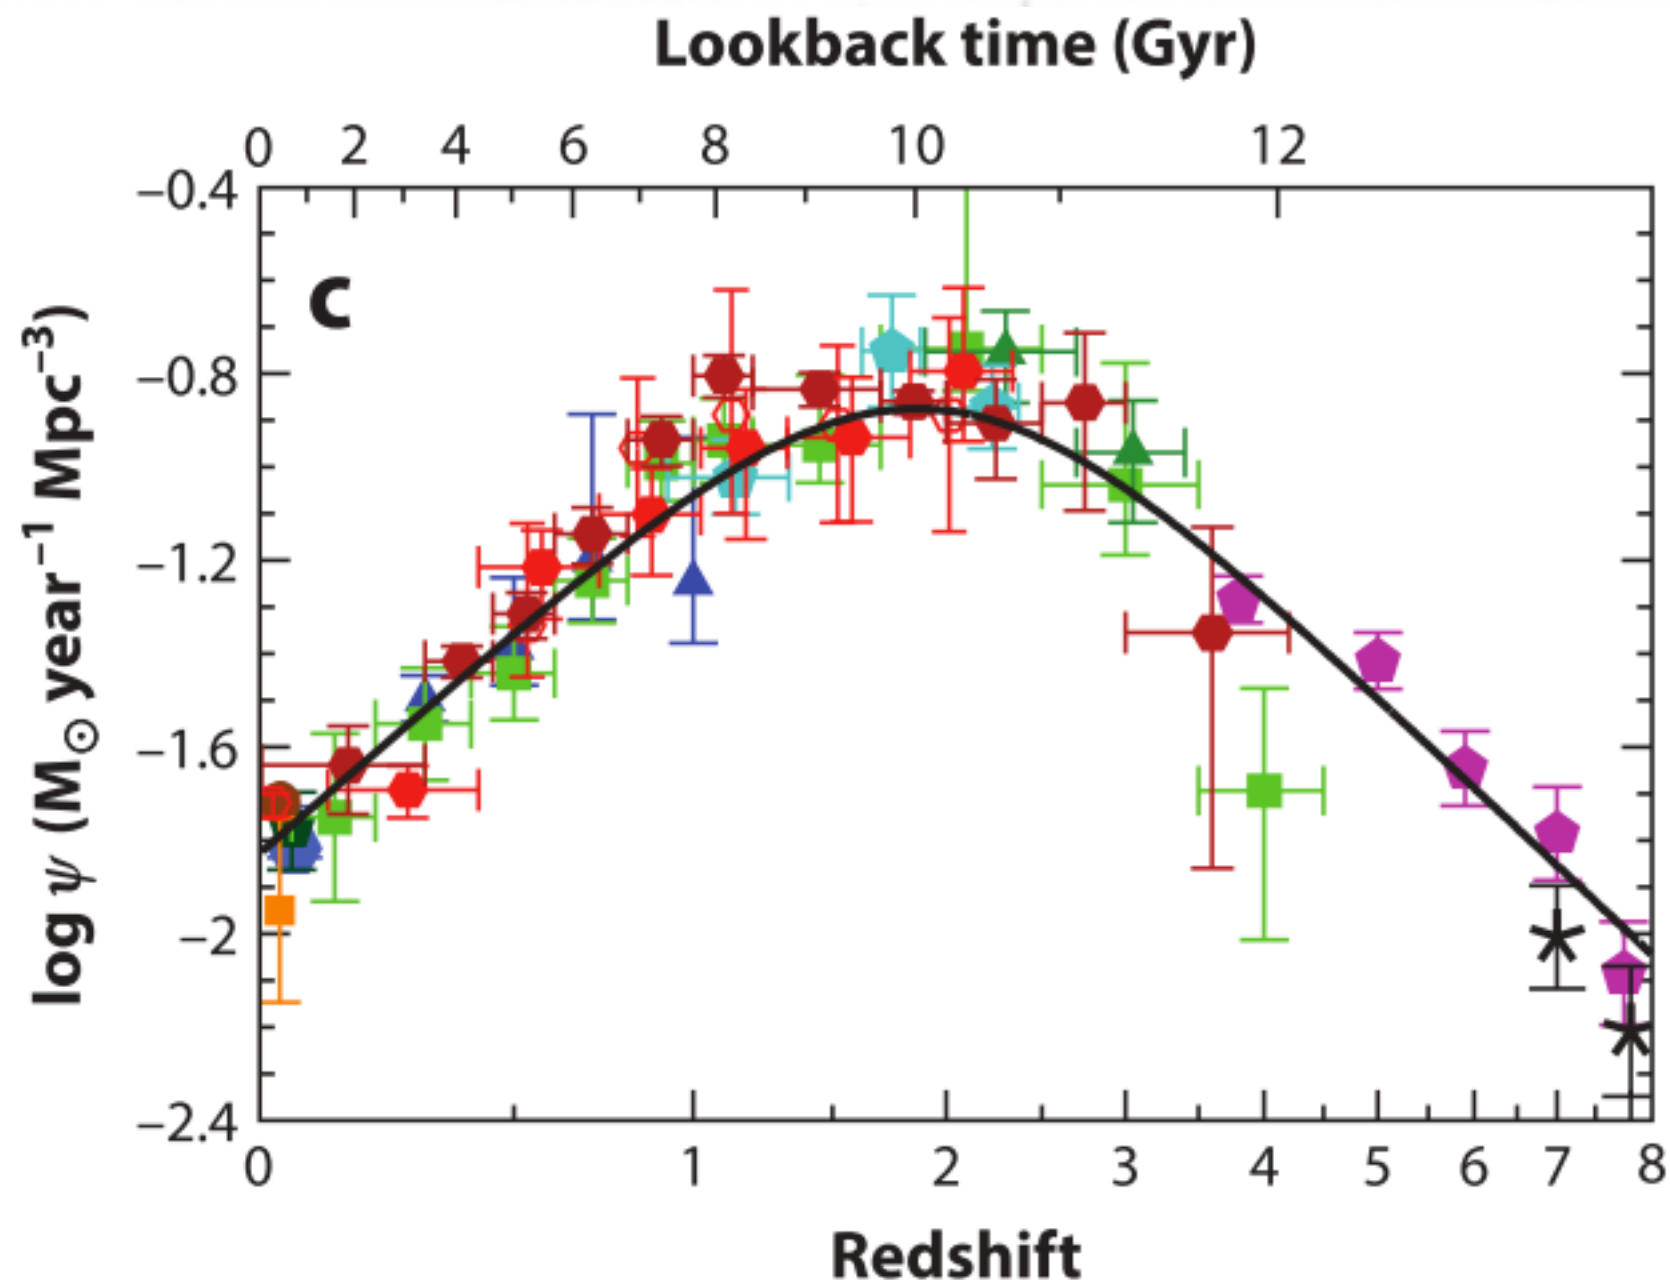 Lookback time (Gyr)
0 2 4 6 8 10 12
−0.4
−0.8
−1.2
−1.6
−2
−2.4
c
log ψ (M⊙ year⁻¹ Mpc⁻³)
0 1 2 3 4 5 6 7 8
Redshift